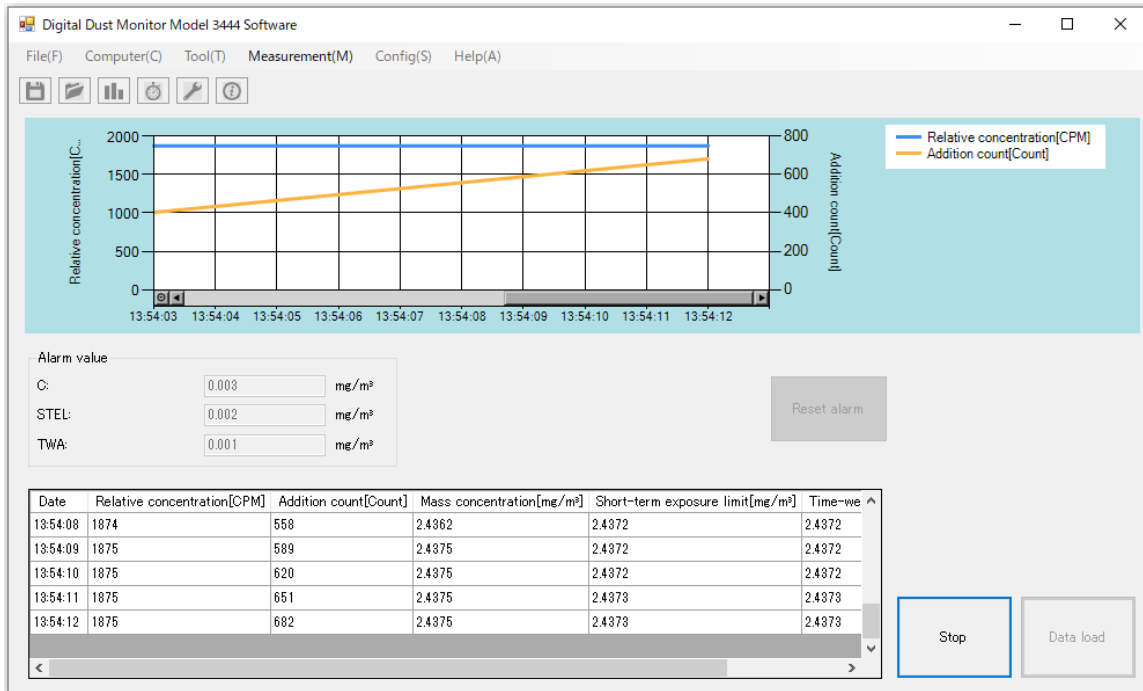 Digital Dust Monitor Model 3444 Software
File(F) Computer(C) Tool(T) Measurement(M) Config(S) Help(A)
Relative concentration[C...
2000
1500
1000
500
0
800
600
400
200
0
Addition count[Count]
Relative concentration[CPM]
Addition count[Count]
13:54:03 13:54:04 13:54:05 13:54:06 13:54:07 13:54:08 13:54:09 13:54:10 13:54:11 13:54:12
Alarm value
C: 0.003 mg/m³
STEL: 0.002 mg/m³
TWA: 0.001 mg/m³
Reset alarm
Date Relative concentration[CPM] Addition count[Count] Mass concentration[mg/m³] Short-term exposure limit[mg/m³] Time-we
13:54:08 1874 558 2.4362 2.4372 2.4372
13:54:09 1875 589 2.4375 2.4372 2.4372
13:54:10 1875 620 2.4375 2.4372 2.4372
13:54:11 1875 651 2.4375 2.4373 2.4373
13:54:12 1875 682 2.4375 2.4373 2.4373
Stop
Data load